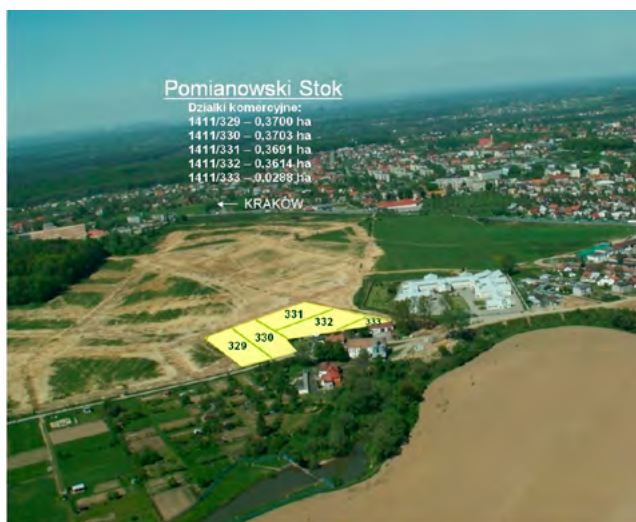 Pomianowski Stok
Działki komercyjne:
1411/329 – 0,3700 ha
1411/330 – 0,3703 ha
1411/331 – 0,3691 ha
1411/332 – 0,3614 ha
1411/333 – 0,0288 ha
← KRAKÓW
331
332
333
330
329